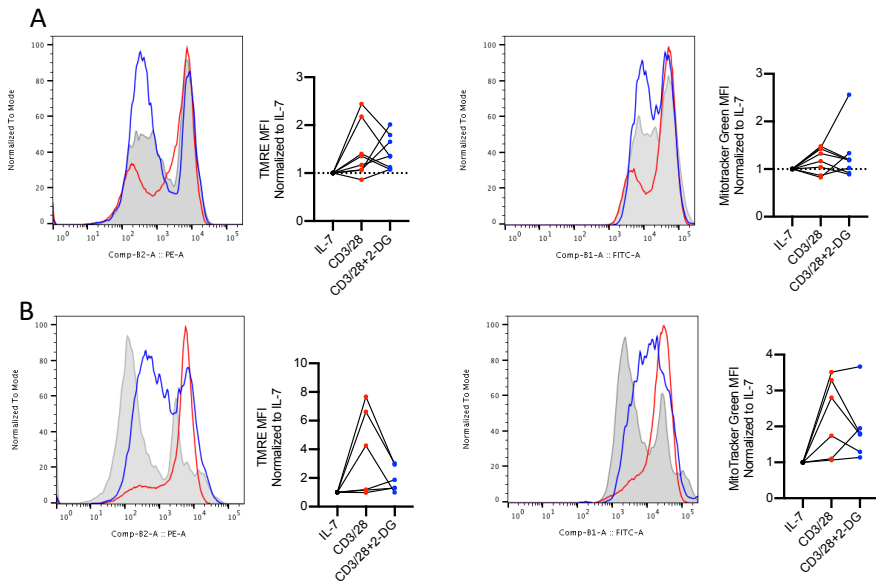 A
Normalized To Mode
100
80
60
40
20
0
10^0 10^1 10^2 10^3 10^4 10^5
Comp-B2-A :: PE-A
TMRE MFI
Normalized to IL-7
3
2
1
0
IL-7
CD3/28
CD3/28+2-DG
Normalized To Mode
100
80
60
40
20
0
10^0 10^1 10^2 10^3 10^4 10^5
Comp-B1-A :: FITC-A
Mitotracker Green MFI
Normalized to IL-7
3
2
1
0
IL-7
CD3/28
CD3/28+2-DG
B
Normalized To Mode
100
80
60
40
20
0
10^0 10^1 10^2 10^3 10^4 10^5
Comp-B2-A :: PE-A
TMRE MFI
Normalized to IL-7
10
8
6
4
2
0
IL-7
CD3/28
CD3/28+2-DG
Normalized To Mode
100
80
60
40
20
0
10^0 10^1 10^2 10^3 10^4 10^5
Comp-B1-A :: FITC-A
MitoTracker Green MFI
Normalized to IL-7
4
3
2
1
0
IL-7
CD3/28
CD3/28+2-DG